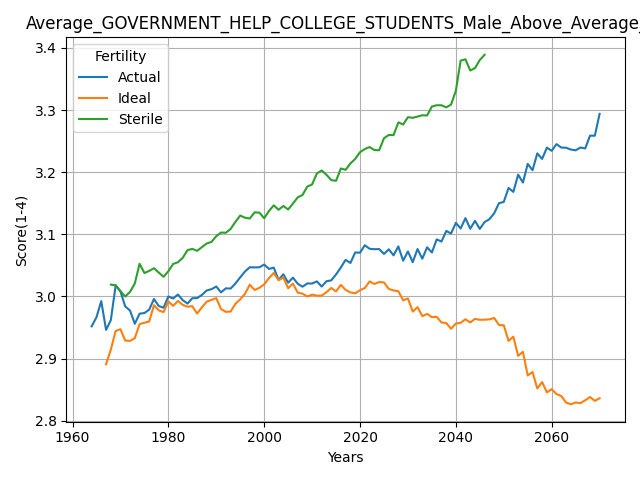 Average_GOVERNMENT_HELP_COLLEGE_STUDENTS_Male_Above_Average_
Fertility
Actual
Ideal
Sterile
Score(1-4)
3.4
3.3
3.2
3.1
3.0
2.9
2.8
1960 1980 2000 2020 2040 2060
Years